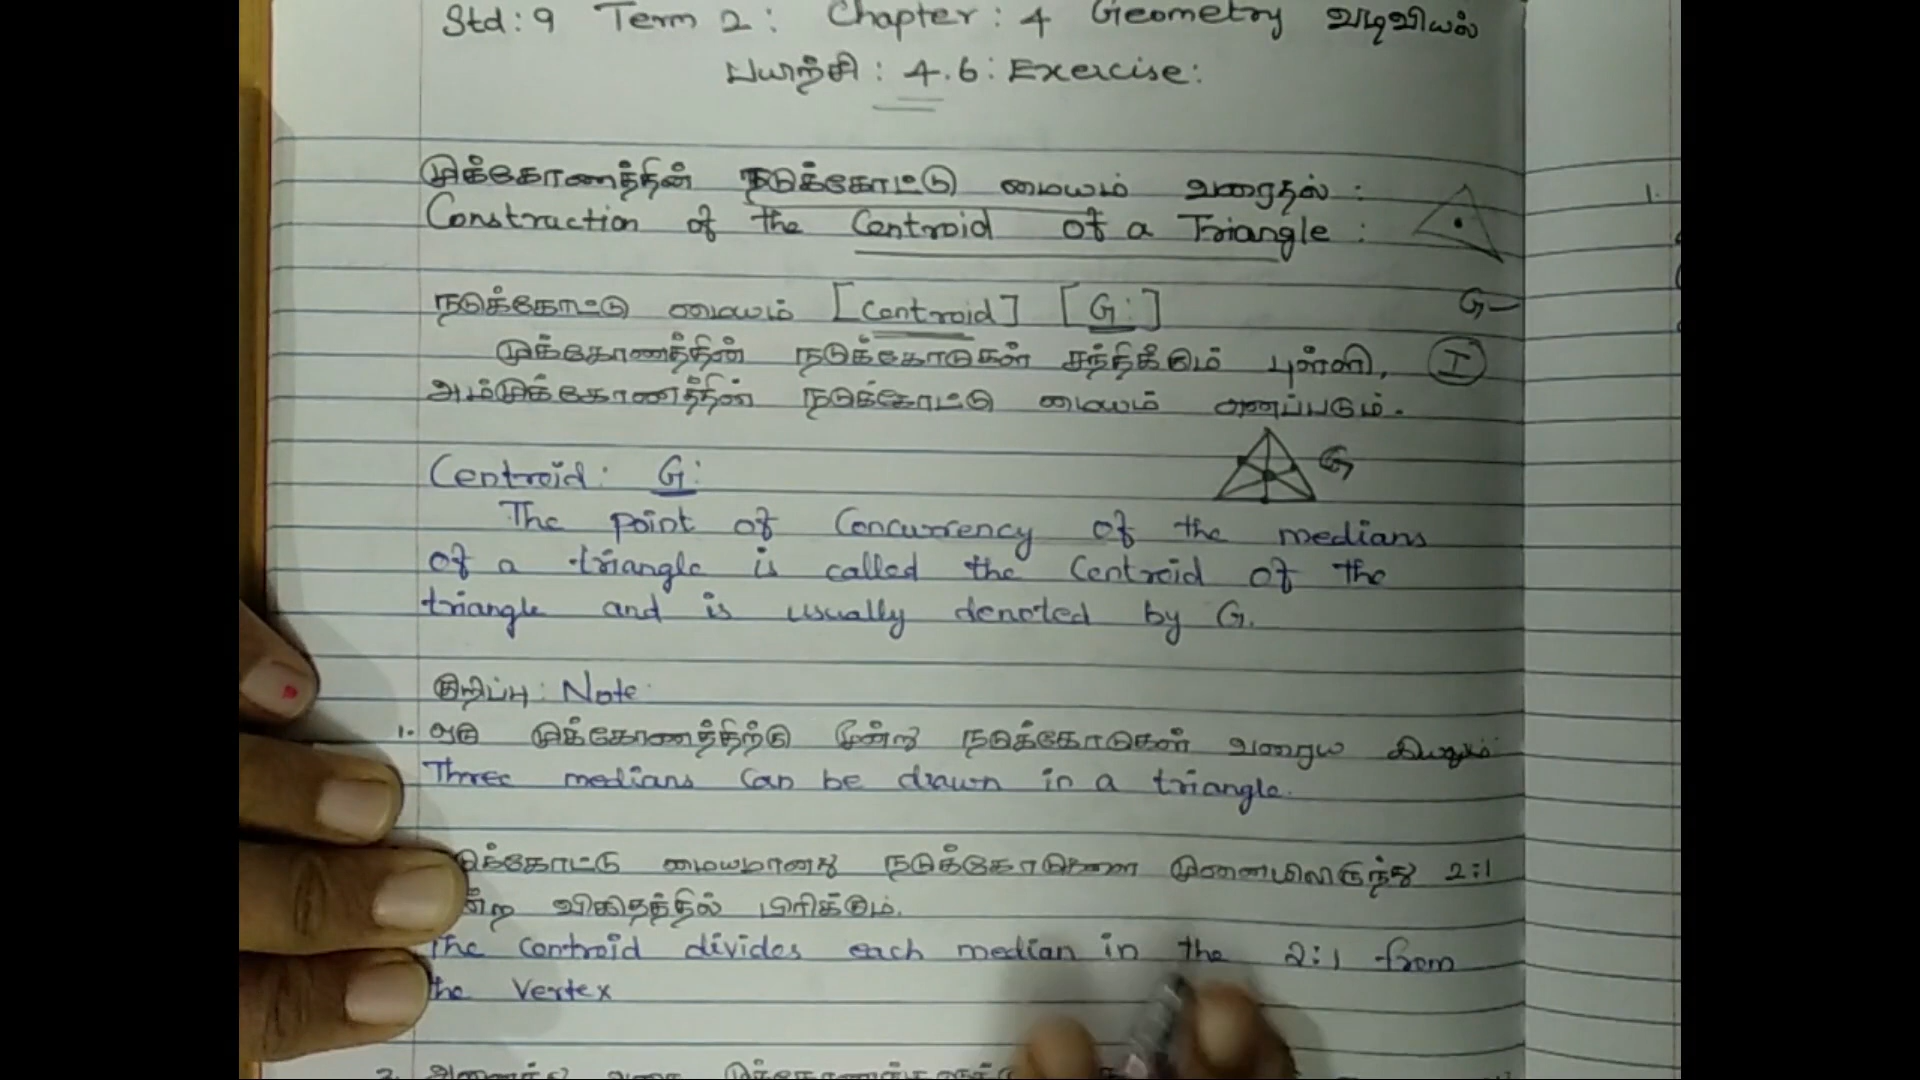 Std: 9 Term 2: Chapter: 4 Geometry வடிவியல்
பயிற்சி: 4.6: Exercise:
முக்கோணத்தின் நடுக்கோட்டு மையம் வரைதல்:
Construction of the Centroid of a Triangle:
நடுக்கோட்டு மையம் [Centroid] [G:]
G
முக்கோணத்தின் நடுக்கோடுகள் சந்திக்கும் புள்ளி, I
அம்முக்கோணத்தின் நடுக்கோட்டு மையம் எனப்படும்.
Centroid: G:
G
The point of Concurrency of the medians
of a triangle is called the Centroid of the
triangle and is usually denoted by G.
குறிப்பு: Note:
1. ஒரு முக்கோணத்திற்கு மூன்று நடுக்கோடுகள் வரைய இயலும்
Three medians can be drawn in a triangle.
மையமானது நடுக்கோடுகளை முனையிலிருந்து 2:1
விகிதத்தில் பிரிக்கும்.
The centroid divides each median in the 2:1 from
the vertex
1.